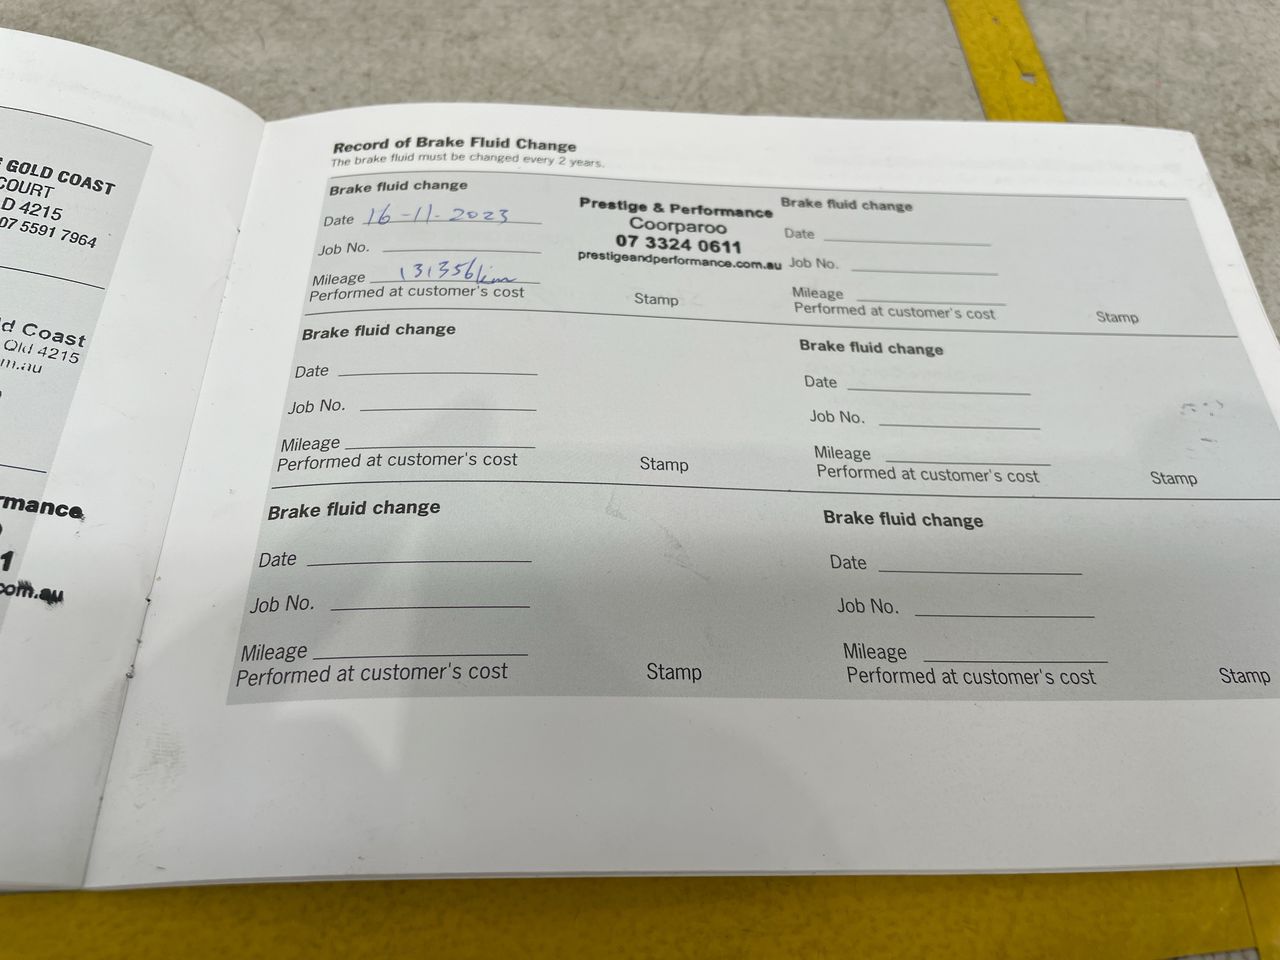 GOLD COAST
COURT
D 4215
07 5591 7964
ld Coast
Qld 4215
m.au
rmance
1
com.au
Record of Brake Fluid Change
The brake fluid must be changed every 2 years.
Brake fluid change
Date 16-11-2023
Job No.
Mileage 131356km
Performed at customer's cost
Prestige & Performance
Coorparoo
07 3324 0611
prestigeandperformance.com.au
Stamp
Brake fluid change
Date
Job No.
Mileage
Performed at customer's cost
Stamp
Brake fluid change
Date
Job No.
Mileage
Performed at customer's cost
Stamp
Brake fluid change
Date
Job No.
Mileage
Performed at customer's cost
Stamp
Brake fluid change
Date
Job No.
Mileage
Performed at customer's cost
Stamp
Brake fluid change
Date
Job No.
Mileage
Performed at customer's cost
Stamp